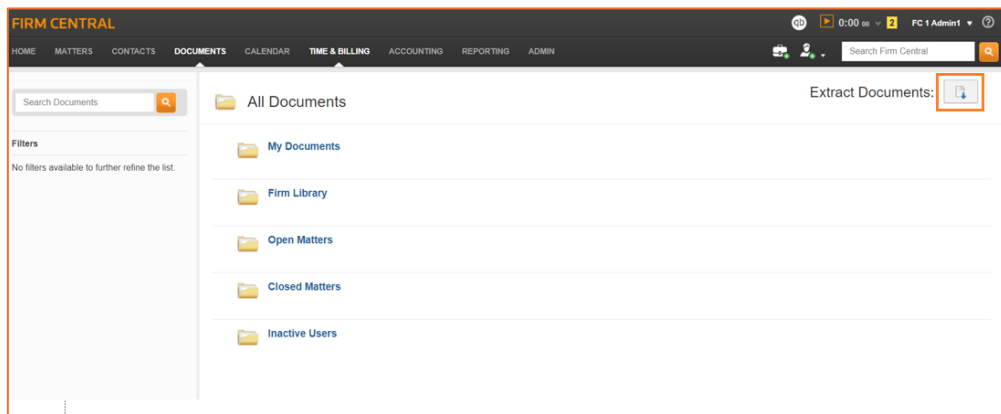 FIRM CENTRAL
qb 0:00 00 2 FC 1 Admin1 ?
HOME MATTERS CONTACTS DOCUMENTS CALENDAR TIME & BILLING ACCOUNTING REPORTING ADMIN
Search Firm Central
Search Documents
All Documents
Extract Documents:
Filters
No filters available to further refine the list.
My Documents
Firm Library
Open Matters
Closed Matters
Inactive Users